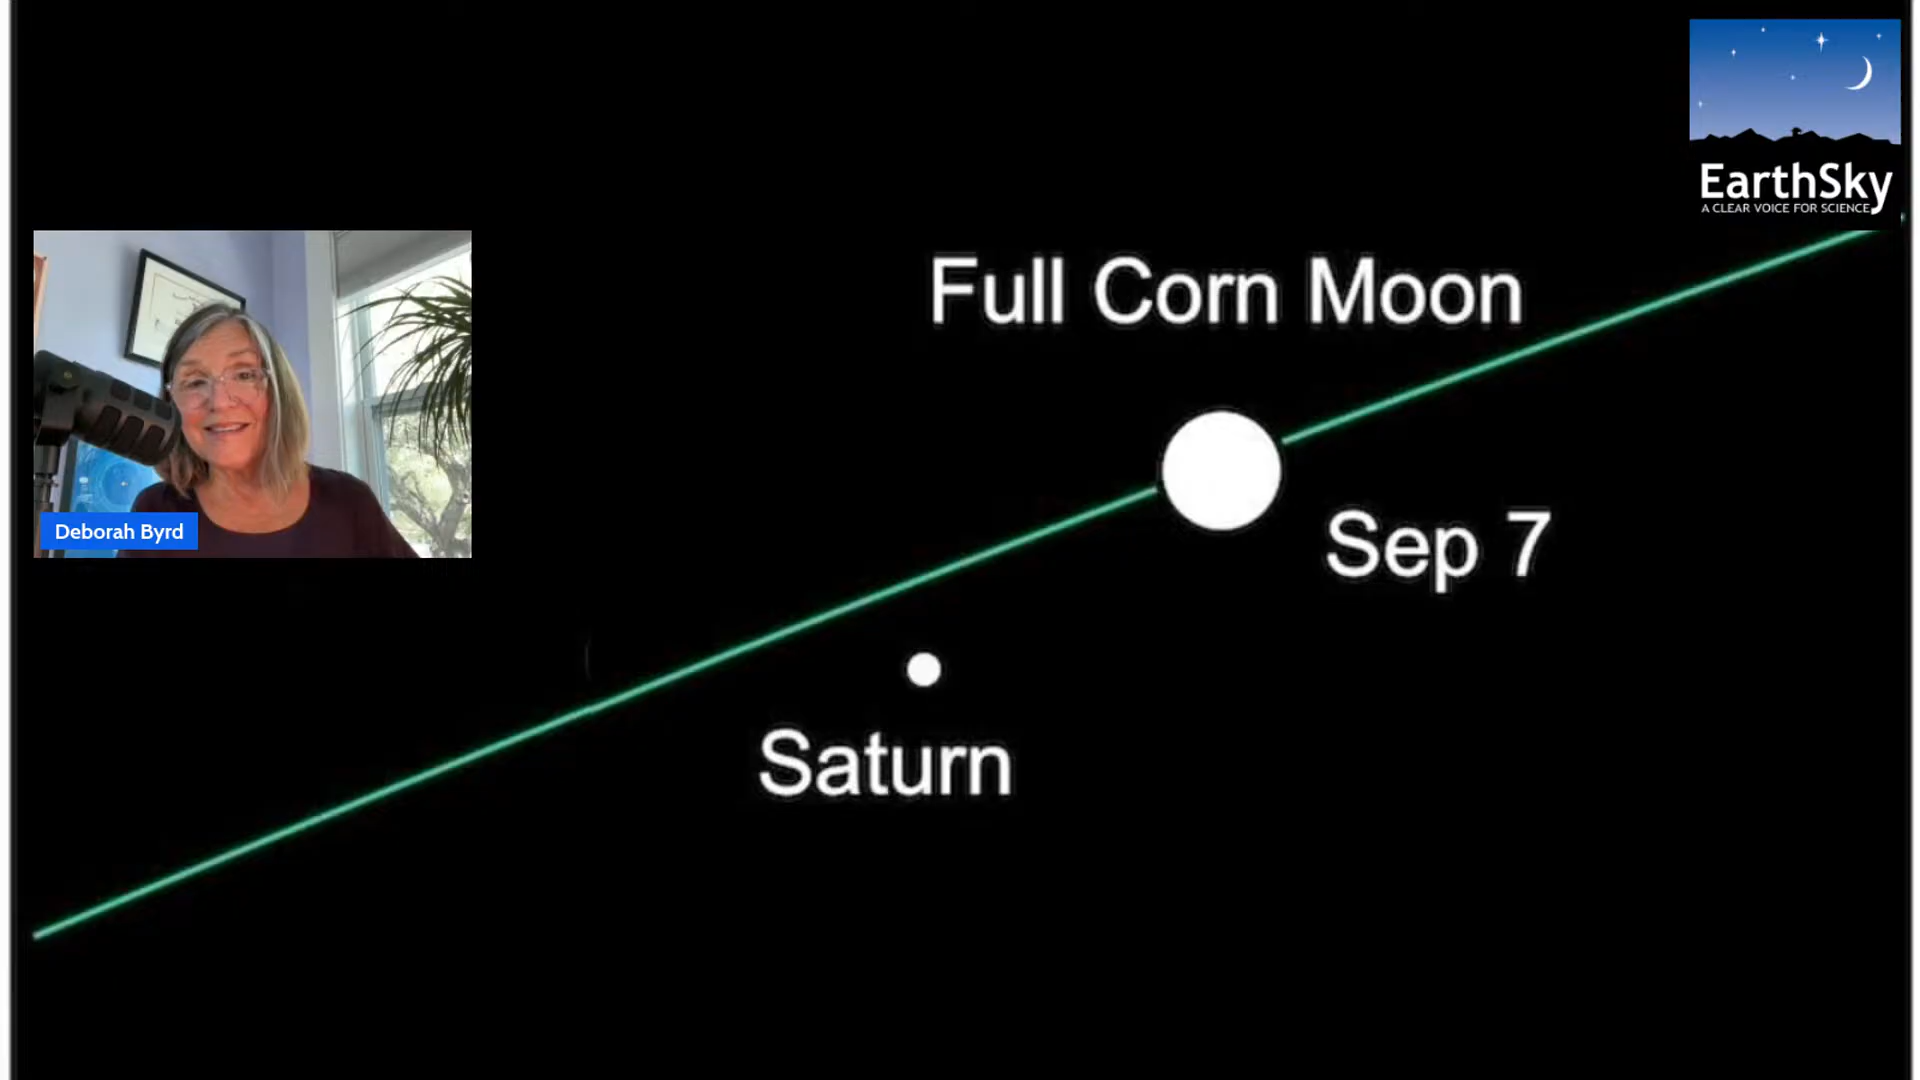 EarthSky
A CLEAR VOICE FOR SCIENCE
Full Corn Moon
Sep 7
Deborah Byrd
Saturn